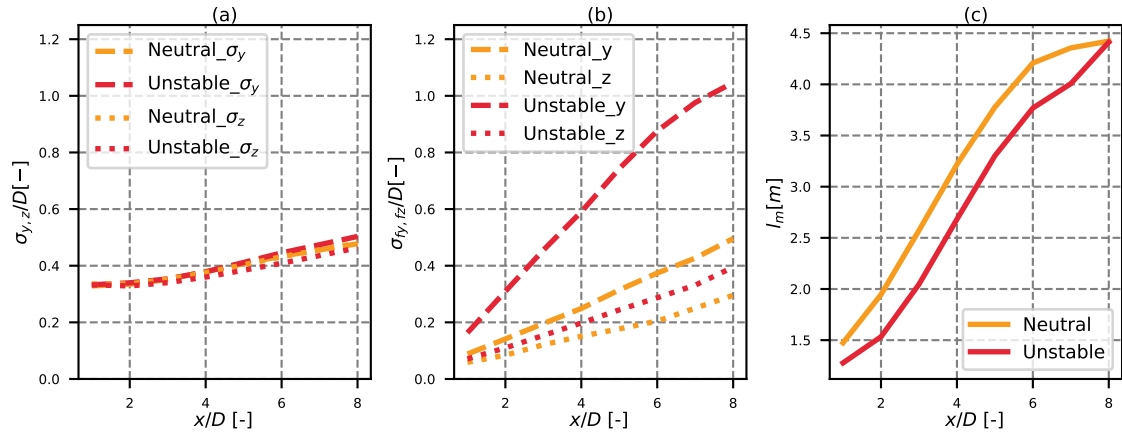 (a)
1.2
1.0
0.8
0.6
0.4
0.2
0.0
σy,z/D[−]
Neutral_σy
Unstable_σy
Neutral_σz
Unstable_σz
2 4 6 8
x/D [-]
(b)
1.2
1.0
0.8
0.6
0.4
0.2
0.0
σfy,fz/D[−]
Neutral_y
Neutral_z
Unstable_y
Unstable_z
2 4 6 8
x/D [-]
(c)
4.5
4.0
3.5
3.0
2.5
2.0
1.5
lm[m]
Neutral
Unstable
2 4 6 8
x/D [-]